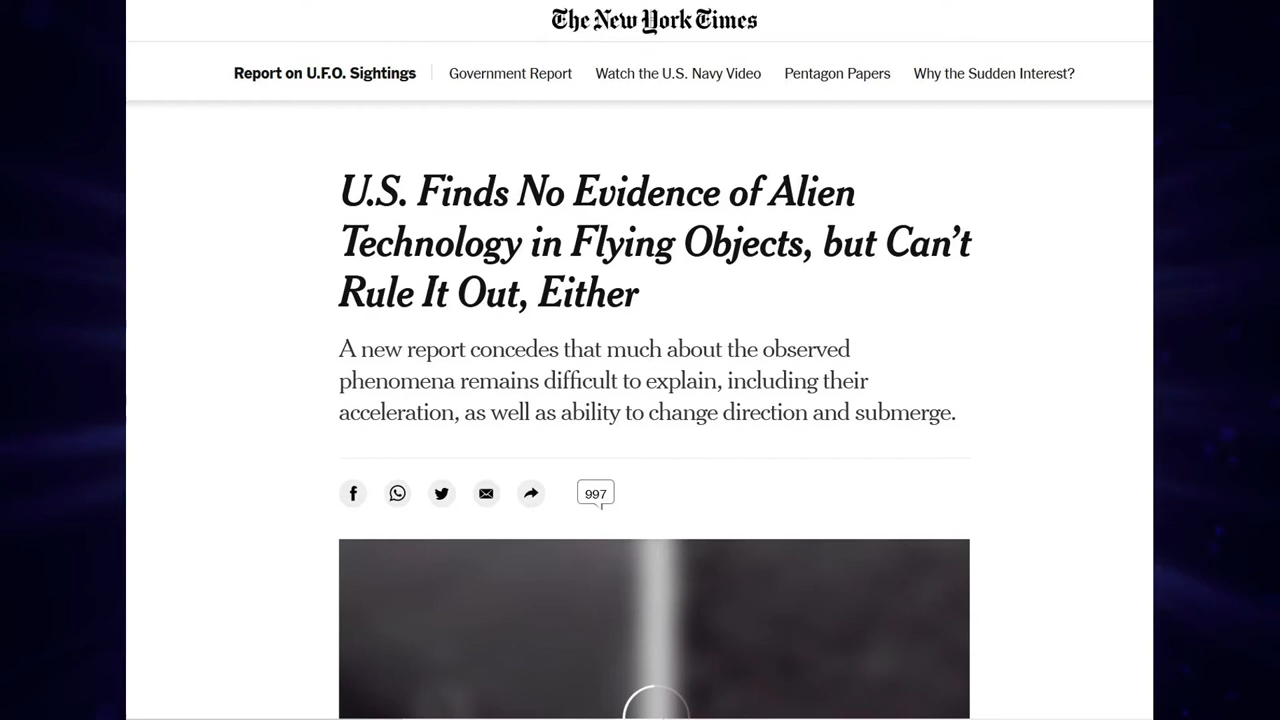 The New York Times
Report on U.F.O. Sightings Government Report Watch the U.S. Navy Video Pentagon Papers Why the Sudden Interest?
U.S. Finds No Evidence of Alien
Technology in Flying Objects, but Can’t
Rule It Out, Either
A new report concedes that much about the observed
phenomena remains difficult to explain, including their
acceleration, as well as ability to change direction and submerge.
997